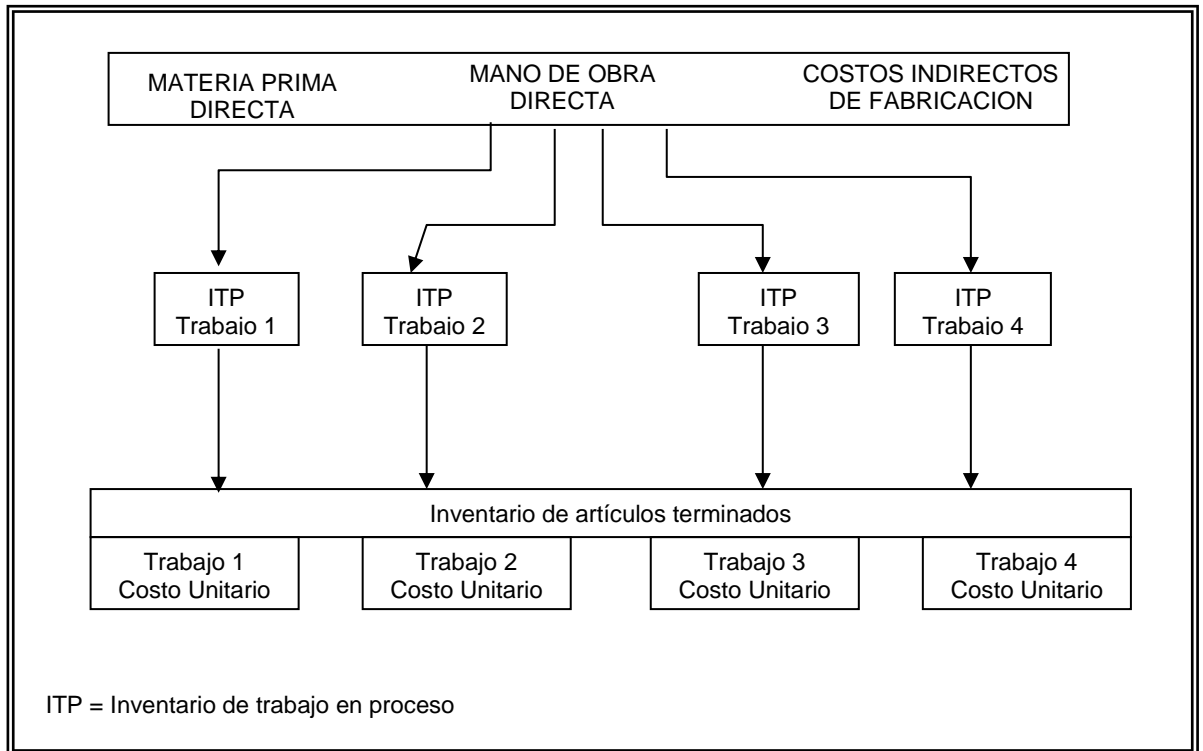 MATERIA PRIMA
DIRECTA
MANO DE OBRA
DIRECTA
COSTOS INDIRECTOS
DE FABRICACION
ITP
Trabajo 1
ITP
Trabajo 2
ITP
Trabajo 3
ITP
Trabajo 4
Inventario de artículos terminados
Trabajo 1
Costo Unitario
Trabajo 2
Costo Unitario
Trabajo 3
Costo Unitario
Trabajo 4
Costo Unitario
ITP = Inventario de trabajo en proceso